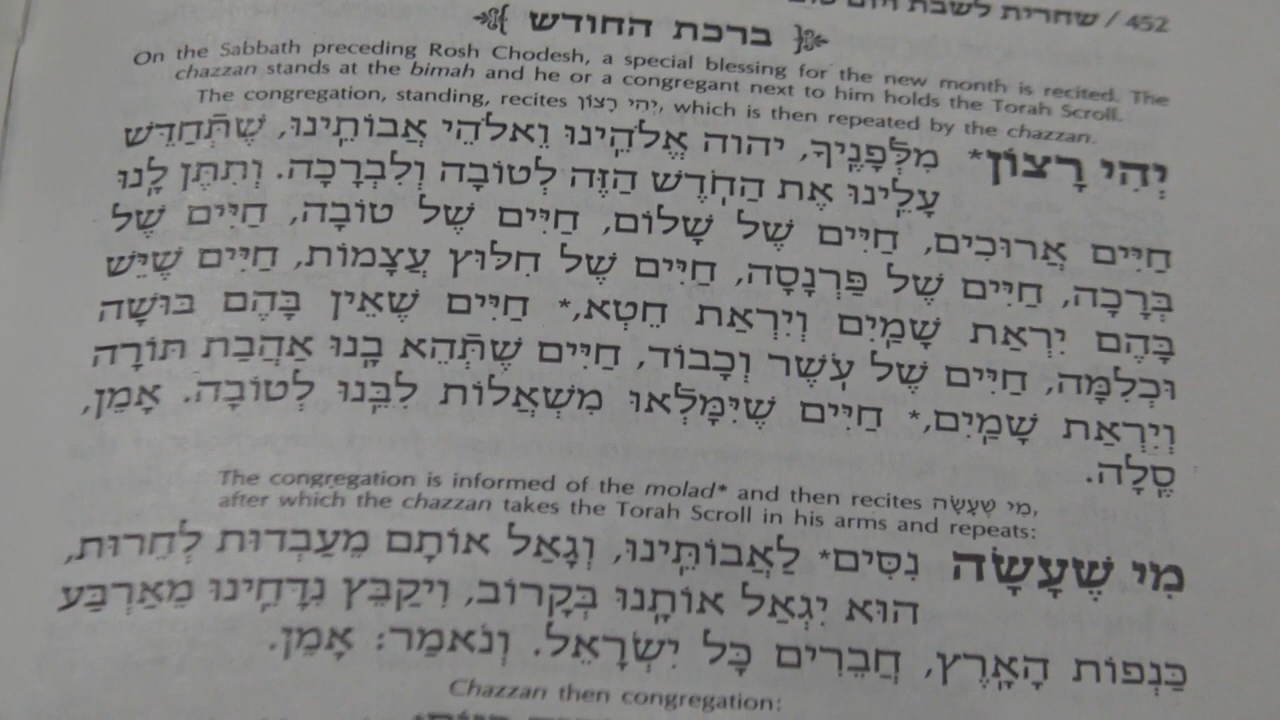 452 / שחרית לשבת ויום
ברכת החודש
On the Sabbath preceding Rosh Chodesh, a special blessing for the new month is recited. The
chazzan stands at the bimah and he or a congregant next to him holds the Torah Scroll.
The congregation, standing, recites יְהִי רָצוֹן, which is then repeated by the chazzan.
יְהִי רָצוֹן* מִלְּפָנֶֽיךָ, יהוה אֱלֹהֵֽינוּ וֵאלֹהֵי אֲבוֹתֵֽינוּ, שֶׁתְּחַדֵּשׁ
עָלֵֽינוּ אֶת הַחֹֽדֶשׁ הַזֶּה לְטוֹבָה וְלִבְרָכָה. וְתִתֶּן לָֽנוּ
חַיִּים אֲרוּכִים, חַיִּים שֶׁל שָׁלוֹם, חַיִּים שֶׁל טוֹבָה, חַיִּים שֶׁל
בְּרָכָה, חַיִּים שֶׁל פַּרְנָסָה, חַיִּים שֶׁל חִלּוּץ עֲצָמוֹת, חַיִּים שֶׁיֵּשׁ
בָּהֶם יִרְאַת שָׁמַֽיִם וְיִרְאַת חֵטְא,* חַיִּים שֶׁאֵין בָּהֶם בּוּשָׁה
וּכְלִמָּה, חַיִּים שֶׁל עֹֽשֶׁר וְכָבוֹד, חַיִּים שֶׁתְּהֵא בָֽנוּ אַהֲבַת תּוֹרָה
וְיִרְאַת שָׁמַֽיִם,* חַיִּים שֶׁיִּמָּלְאוּ מִשְׁאֲלוֹת לִבֵּֽנוּ לְטוֹבָה. אָמֵן,
סֶֽלָה.
The congregation is informed of the molad* and then recites מִי שֶׁעָשָׂה,
after which the chazzan takes the Torah Scroll in his arms and repeats:
מִי שֶׁעָשָׂה נִסִּים* לַאֲבוֹתֵֽינוּ, וְגָאַל אוֹתָם מֵעַבְדוּת לְחֵרוּת,
הוּא יִגְאַל אוֹתָֽנוּ בְּקָרוֹב, וִיקַבֵּץ נִדָּחֵֽינוּ מֵאַרְבַּע
כַּנְפוֹת הָאָֽרֶץ, חֲבֵרִים כָּל יִשְׂרָאֵל. וְנֹאמַר: אָמֵן.
Chazzan then congregation: